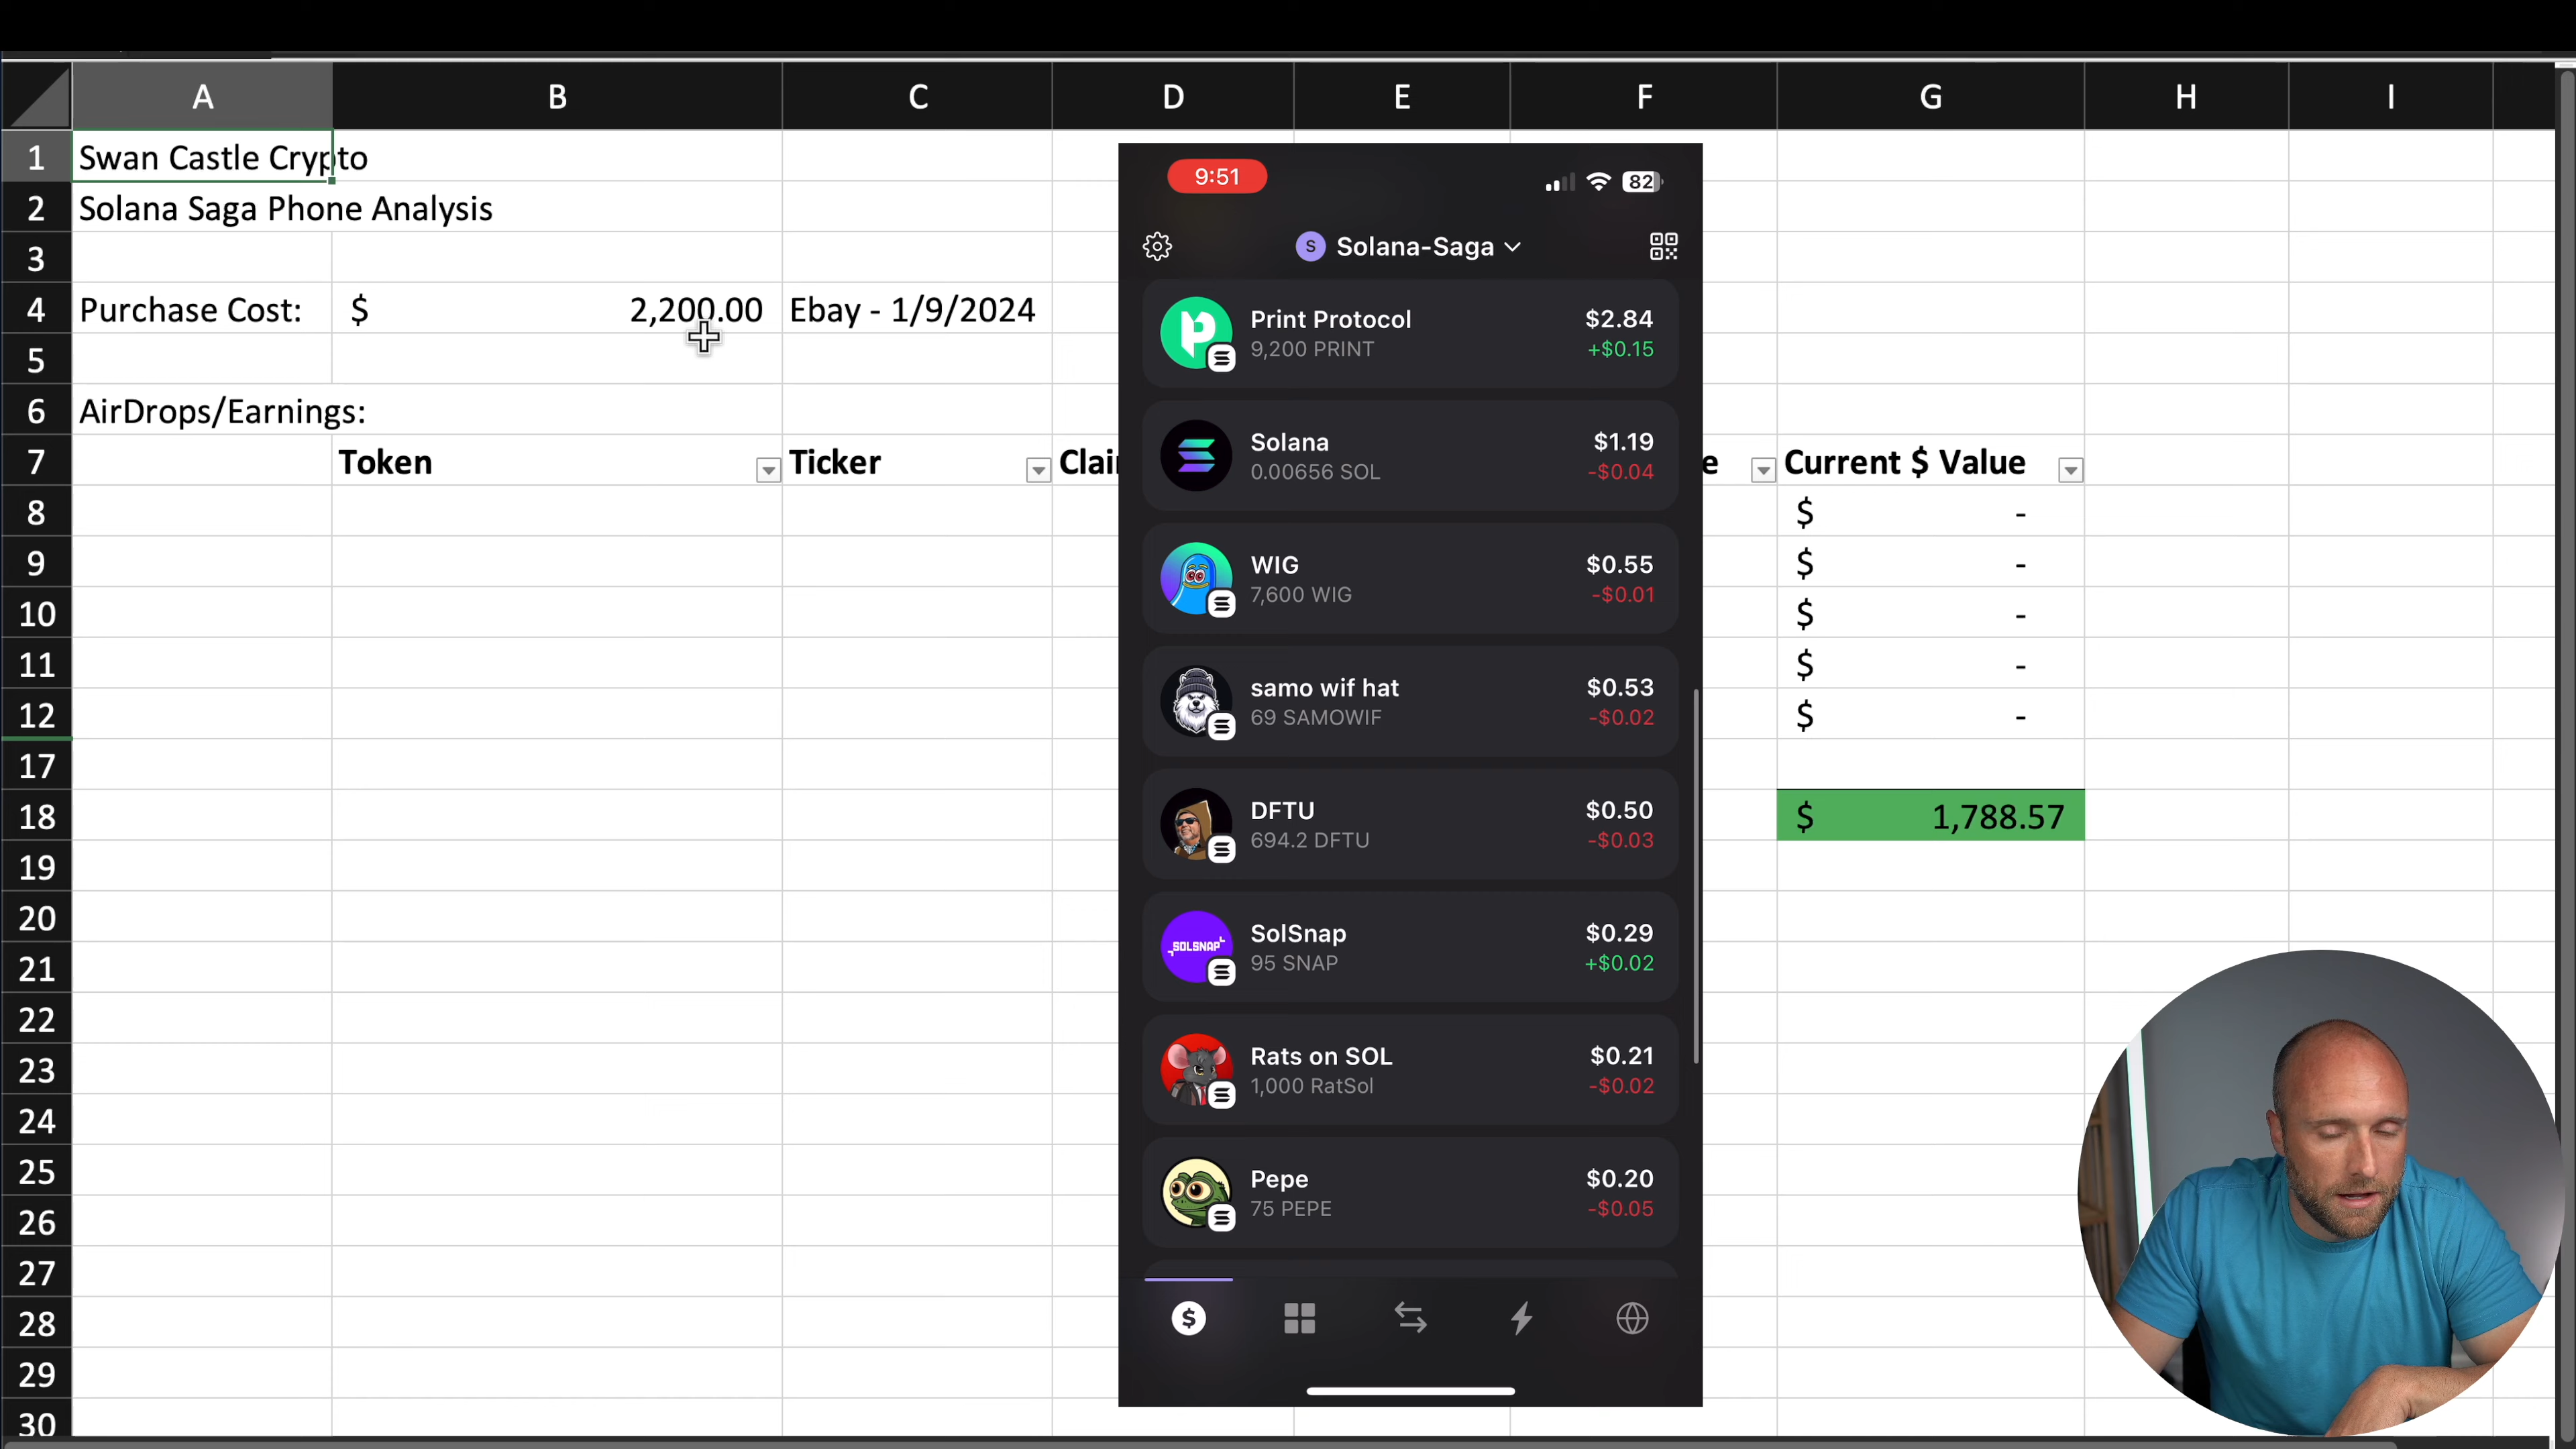 A B C D E F G H I
1 Swan Castle Crypto
2 Solana Saga Phone Analysis
3
4 Purchase Cost: $ 2,200.00 Ebay - 1/9/2024
5
6 AirDrops/Earnings:
7 Token Ticker Clai e Current $ Value
8 $ -
9 $ -
10 $ -
11 $ -
12 $ -
17
18 $ 1,788.57
19
20
21
22
23
24
25
26
27
28
29
30
9:51 82
S Solana-Saga
Print Protocol $2.84
9,200 PRINT +$0.15
Solana $1.19
0.00656 SOL -$0.04
WIG $0.55
7,600 WIG -$0.01
samo wif hat $0.53
69 SAMOWIF -$0.02
DFTU $0.50
694.2 DFTU -$0.03
SOLSNAP
SolSnap $0.29
95 SNAP +$0.02
Rats on SOL $0.21
1,000 RatSol -$0.02
Pepe $0.20
75 PEPE -$0.05
$